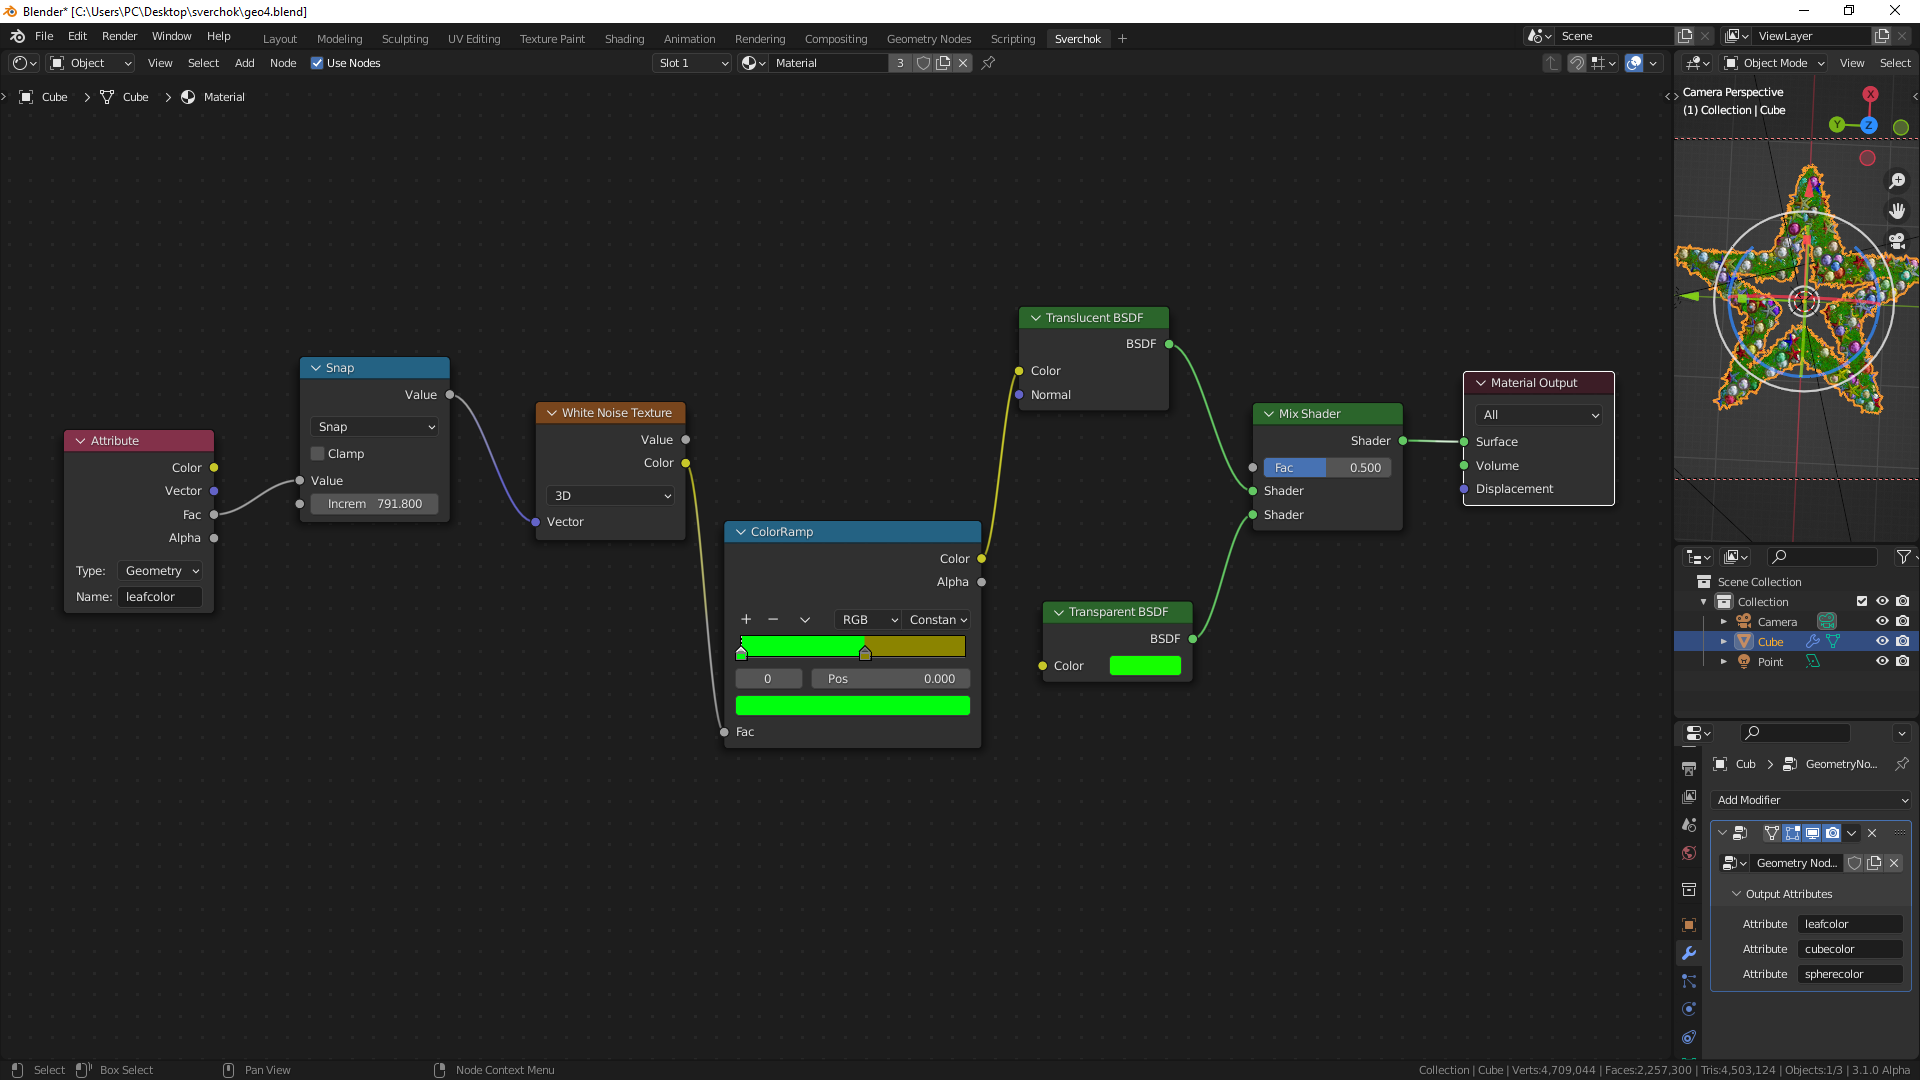 Blender* [C:\Users\PC\Desktop\sverchok\geo4.blend]
File Edit Render Window Help Layout Modeling Sculpting UV Editing Texture Paint Shading Animation Rendering Compositing Geometry Nodes Scripting Sverchok + Scene ViewLayer
Object View Select Add Node Use Nodes Slot 1 Material 3 Object Mode View Select
Cube > Cube > Material
Camera Perspective
(1) Collection | Cube
X
Y
Z
Attribute
Color
Vector
Fac
Alpha
Type: Geometry
Name: leafcolor
Snap
Value
Snap
Clamp
Value
Increm 791.800
White Noise Texture
Value
Color
3D
Vector
ColorRamp
Color
Alpha
RGB Constan
0 Pos 0.000
Fac
Translucent BSDF
BSDF
Color
Normal
Transparent BSDF
BSDF
Color
Mix Shader
Shader
Fac 0.500
Shader
Shader
Material Output
All
Surface
Volume
Displacement
Scene Collection
Collection
Camera
Cube
Point
Cub > GeometryNo...
Add Modifier
Geometry Nod...
Output Attributes
Attribute leafcolor
Attribute cubecolor
Attribute spherecolor
Select Box Select Pan View Node Context Menu Collection | Cube | Verts:4,709,044 | Faces:2,257,300 | Tris:4,503,124 | Objects:1/3 | 3.1.0 Alpha